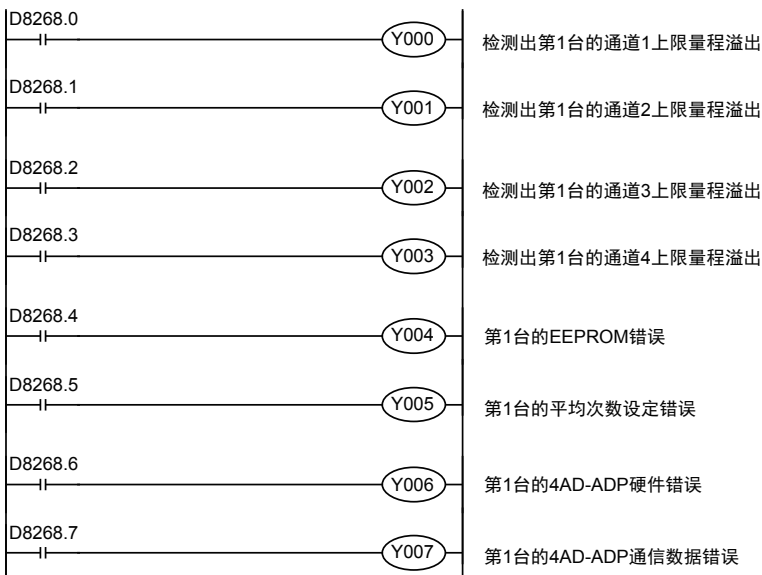 D8268.0
Y000 检测出第1台的通道1上限量程溢出
D8268.1
Y001 检测出第1台的通道2上限量程溢出
D8268.2
Y002 检测出第1台的通道3上限量程溢出
D8268.3
Y003 检测出第1台的通道4上限量程溢出
D8268.4
Y004 第1台的EEPROM错误
D8268.5
Y005 第1台的平均次数设定错误
D8268.6
Y006 第1台的4AD-ADP硬件错误
D8268.7
Y007 第1台的4AD-ADP通信数据错误